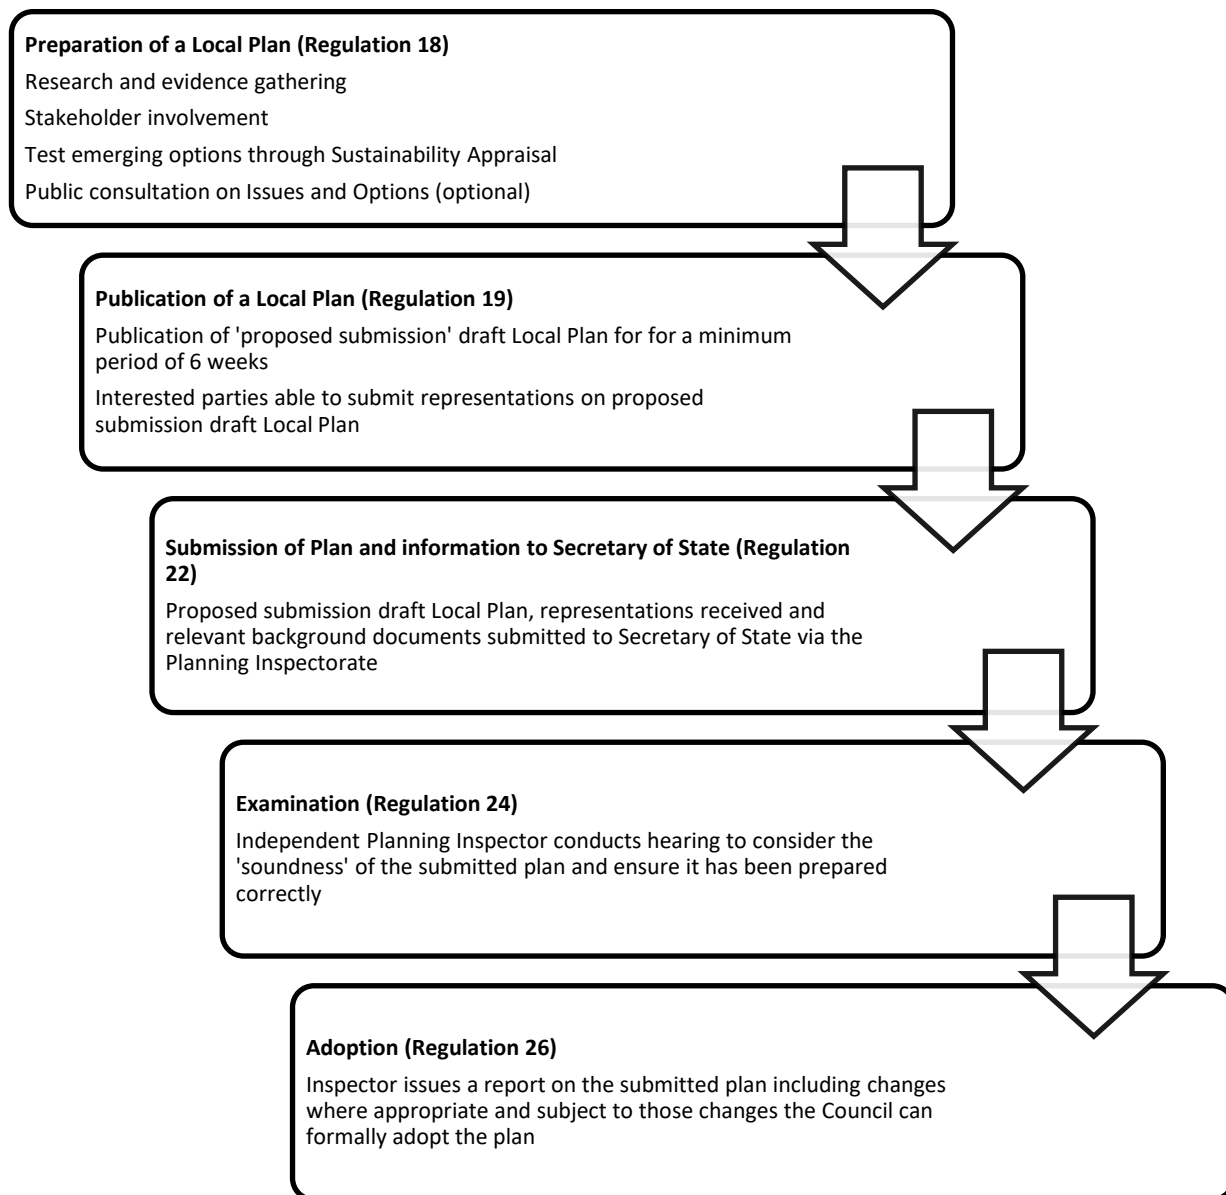 Preparation of a Local Plan (Regulation 18)
Research and evidence gathering
Stakeholder involvement
Test emerging options through Sustainability Appraisal
Public consultation on Issues and Options (optional)
Publication of a Local Plan (Regulation 19)
Publication of 'proposed submission' draft Local Plan for for a minimum
period of 6 weeks
Interested parties able to submit representations on proposed
submission draft Local Plan
Submission of Plan and information to Secretary of State (Regulation
22)
Proposed submission draft Local Plan, representations received and
relevant background documents submitted to Secretary of State via the
Planning Inspectorate
Examination (Regulation 24)
Independent Planning Inspector conducts hearing to consider the
'soundness' of the submitted plan and ensure it has been prepared
correctly
Adoption (Regulation 26)
Inspector issues a report on the submitted plan including changes
where appropriate and subject to those changes the Council can
formally adopt the plan